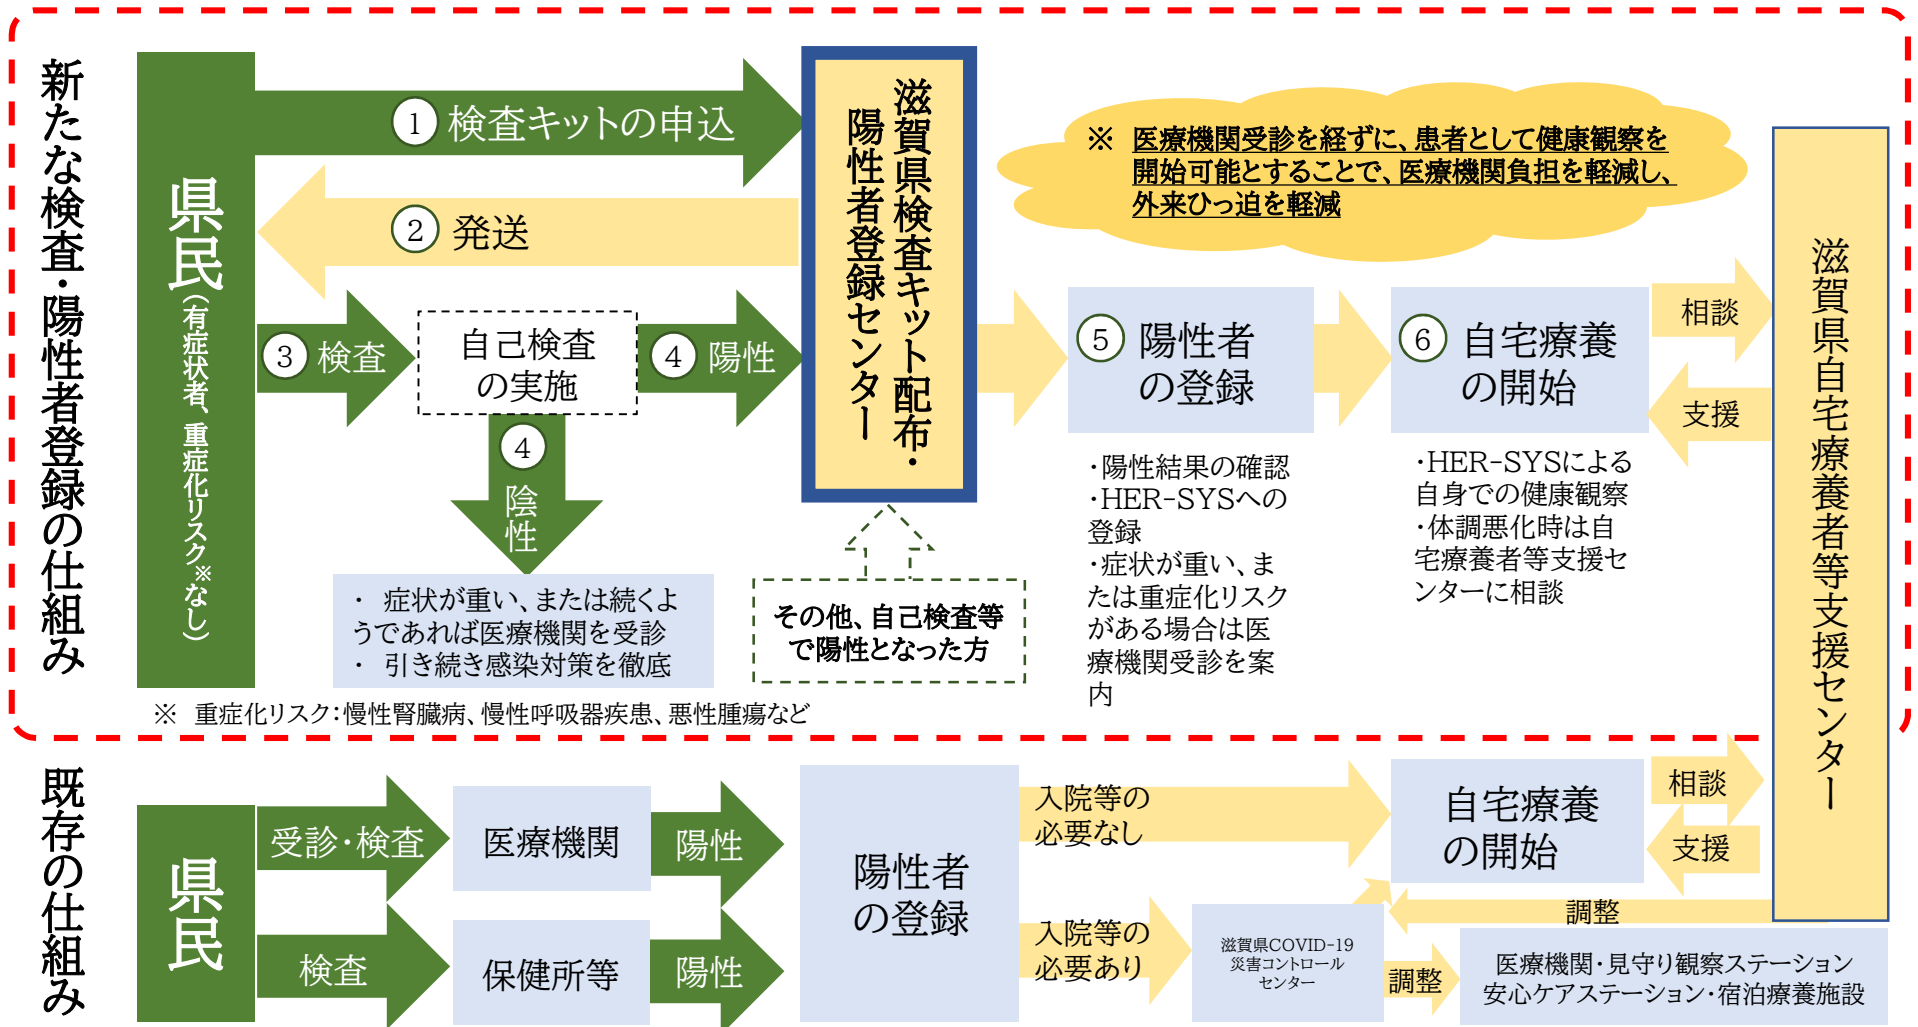 新たな検査・陽性者登録の仕組み
県民
（有症状者、重症化リスク※なし）
① 検査キットの申込
② 発送
③ 検査
自己検査
の実施
④ 陽性
④
陰性
・ 症状が重い、または続くよ
うであれば医療機関を受診
・ 引き続き感染対策を徹底
滋賀県検査キット配布・
陽性者登録センター
その他、自己検査等
で陽性となった方
※ 医療機関受診を経ずに、患者として健康観察を
開始可能とすることで、医療機関負担を軽減し、
外来ひっ迫を軽減
⑤ 陽性者
の登録
・陽性結果の確認
・HER-SYSへの
登録
・症状が重い、ま
たは重症化リスク
がある場合は医
療機関受診を案
内
⑥ 自宅療養
の開始
・HER-SYSによる
自身での健康観察
・体調悪化時は自
宅療養者等支援セ
ンターに相談
相談
支援
滋賀県自宅療養者等支援センター
※ 重症化リスク：慢性腎臓病、慢性呼吸器疾患、悪性腫瘍など
既存の仕組み
県民
受診・検査
医療機関
陽性
検査
保健所等
陽性
陽性者
の登録
入院等の
必要なし
入院等の
必要あり
自宅療養
の開始
相談
支援
調整
滋賀県COVID-19
災害コントロール
センター
調整
医療機関・見守り観察ステーション
安心ケアステーション・宿泊療養施設